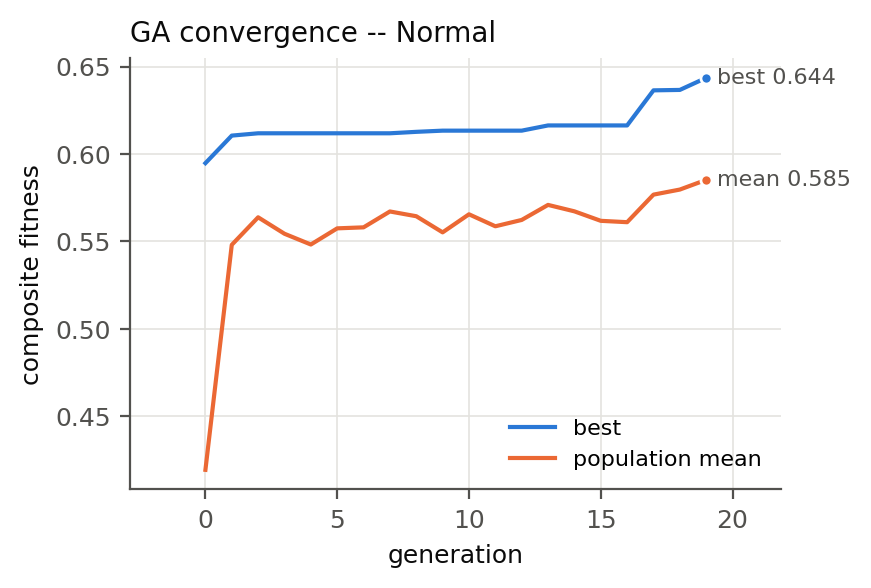 GA convergence -- Normal
composite fitness
0.65
0.60
0.55
0.50
0.45
best 0.644
mean 0.585
best
population mean
0
5
10
15
20
generation